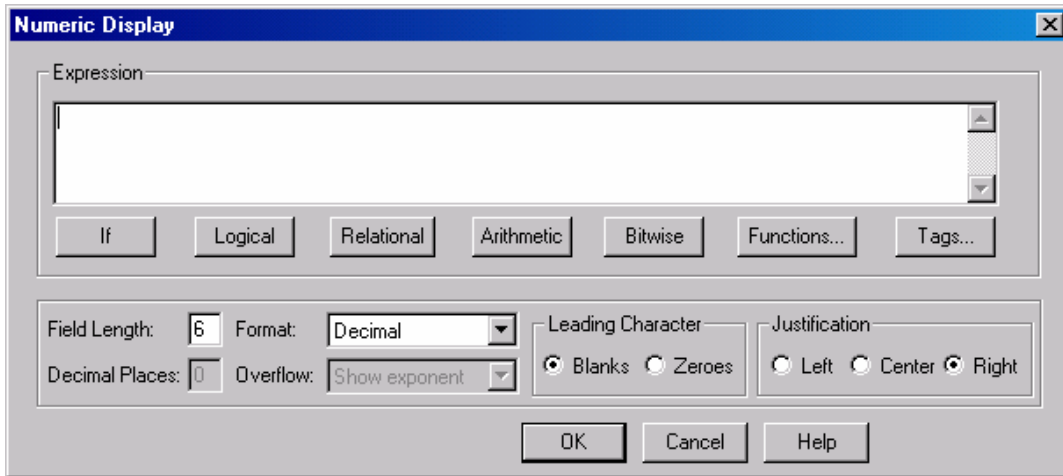 Numeric Display
Expression
If Logical Relational Arithmetic Bitwise Functions... Tags...
Field Length: 6 Format: Decimal
Decimal Places: 0 Overflow: Show exponent
Leading Character
Blanks Zeroes
Justification
Left Center Right
OK Cancel Help